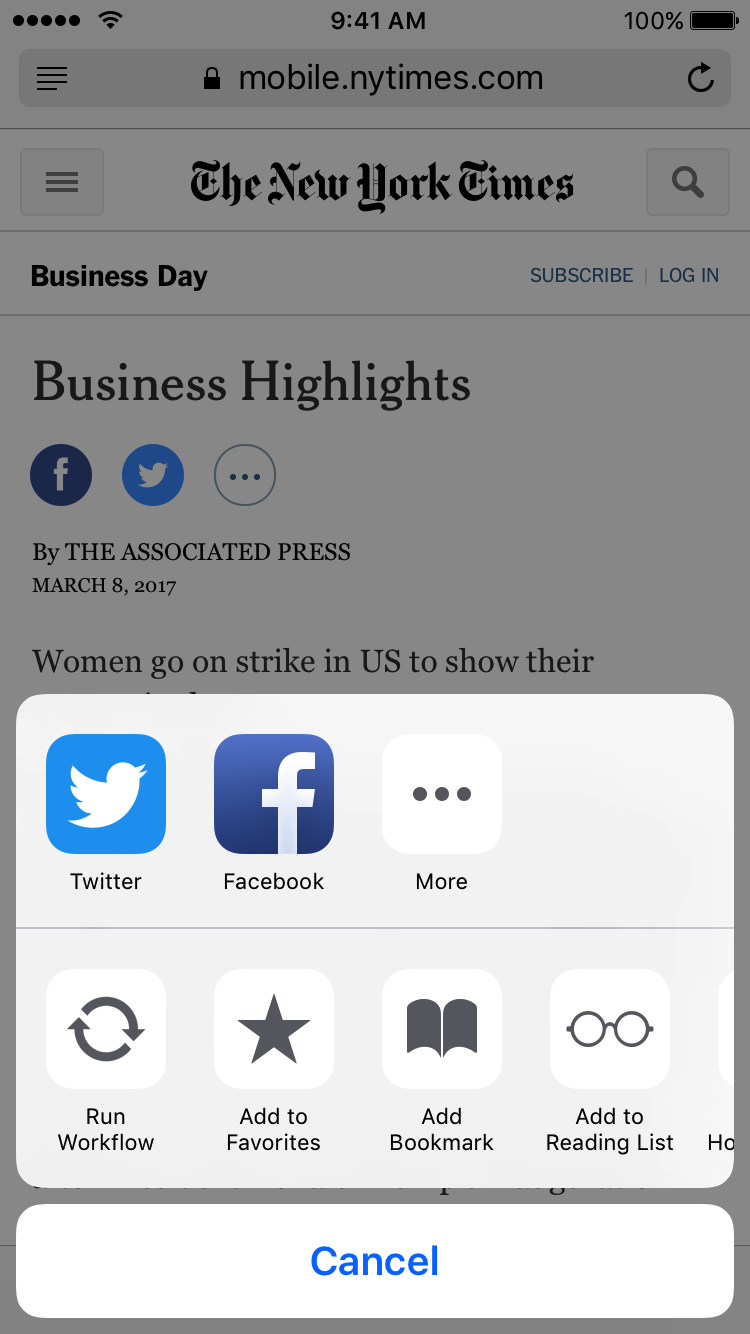 9:41 AM
100%
mobile.nytimes.com
The New York Times
Business Day
SUBSCRIBE | LOG IN
Business Highlights
By THE ASSOCIATED PRESS
MARCH 8, 2017
Women go on strike in US to show their
Twitter
Facebook
More
Run
Workflow
Add to
Favorites
Add
Bookmark
Add to
Reading List
Ho
Cancel